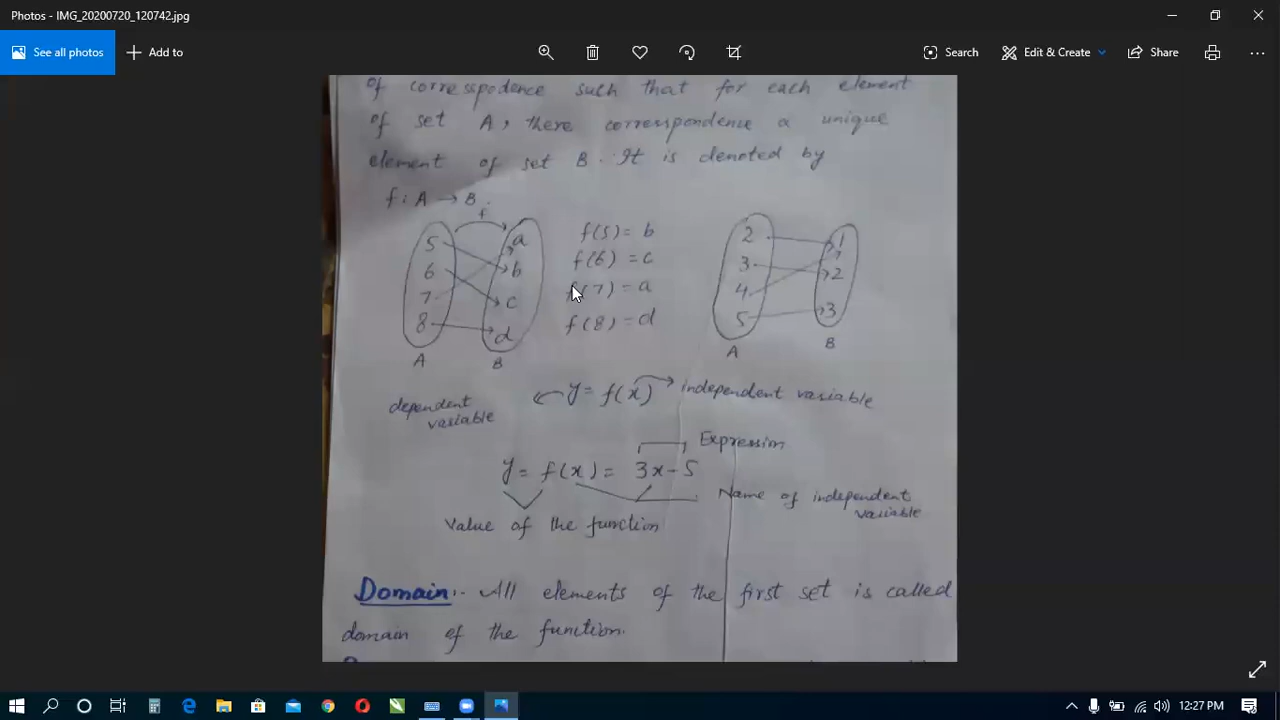 Photos - IMG_20200720_120742.jpg
See all photos
Add to
Search
Edit & Create
Share
of correspodence such that for each element
of set A, there correspondence a unique
element of set B. It is denoted by
f : A → B.
f
5 6 7 8
A
a b c d
B
f(5) = b
f(6) = c
f(7) = a
f(8) = d
2 3 4 5
A
1 2 3
B
dependent variable
y = f(x)
independent variable
Expression
y = f(x) = 3x - 5
Name of independent variable
Value of the function
Domain :- All elements of the first set is called
domain of the function.
12:27 PM